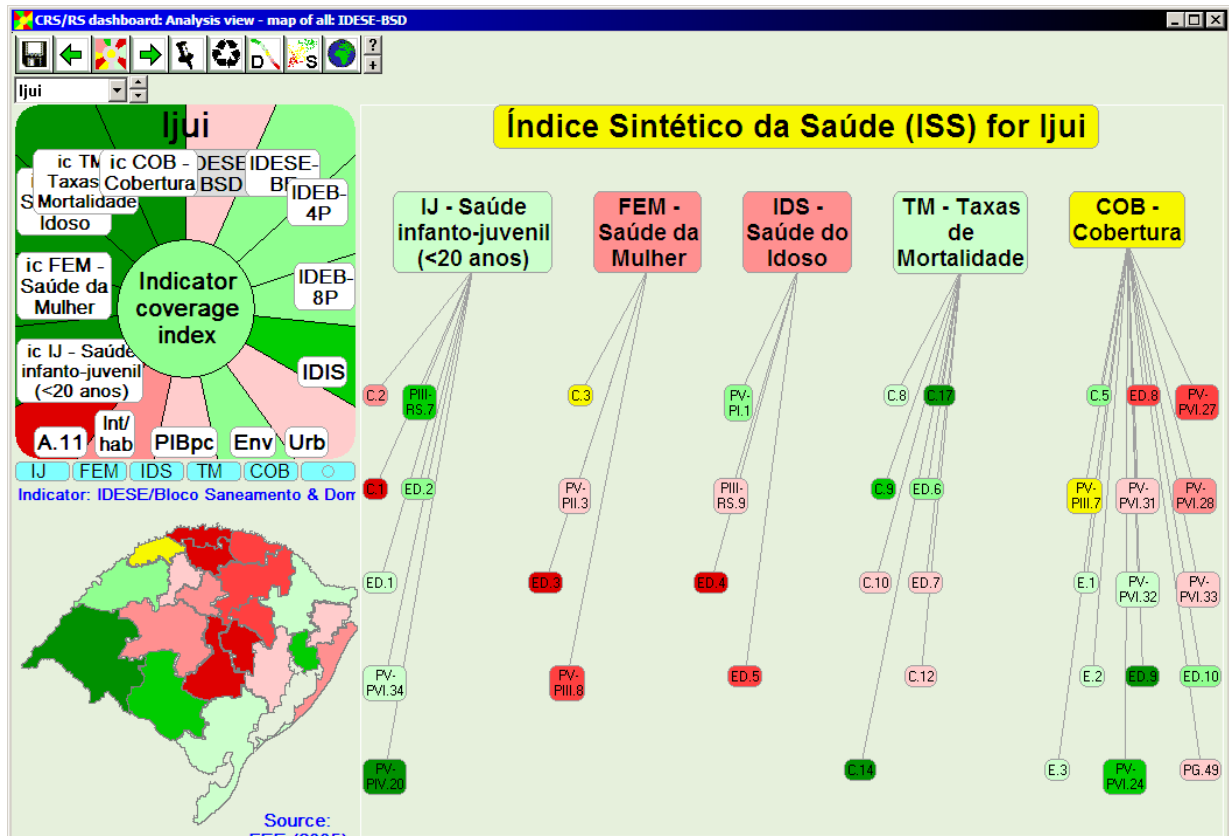 CRS/RS dashboard: Analysis view - map of all: IDESE-BSD
D
S
?
+
Ijui
Ijui
ic TM
Taxas
Mortalidade
ic COB -
Cobertura
BSD
IDESE-
IDEB-
4P
Idoso
ic FEM -
Saúde da
Mulher
Indicator
coverage
index
IDEB-
8P
ic IJ - Saúde
infanto-juvenil
(<20 anos)
IDIS
A.11
Int/
hab
PIBpc
Env
Urb
IJ
FEM
IDS
TM
COB
Indicator: IDESE/Bloco Saneamento & Dom
Source:
Índice Sintético da Saúde (ISS) for Ijui
IJ - Saúde
infanto-juvenil
(<20 anos)
FEM -
Saúde da
Mulher
IDS -
Saúde do
Idoso
TM - Taxas
de
Mortalidade
COB -
Cobertura
C.2
PIII-
RS.7
C.3
PV-
PI.1
C.8
C.17
C.5
ED.8
PV-
PVI.27
C.1
ED.2
PV-
PII.3
PIII-
RS.9
C.9
ED.6
PV-
PIII.7
PV-
PVI.31
PV-
PVI.28
ED.1
ED.3
ED.4
C.10
ED.7
E.1
PV-
PVI.32
PV-
PVI.33
PV-
PVI.34
PV-
PIII.8
ED.5
C.12
E.2
ED.9
ED.10
PV-
PIV.20
C.14
E.3
PV-
PVI.24
PG.49